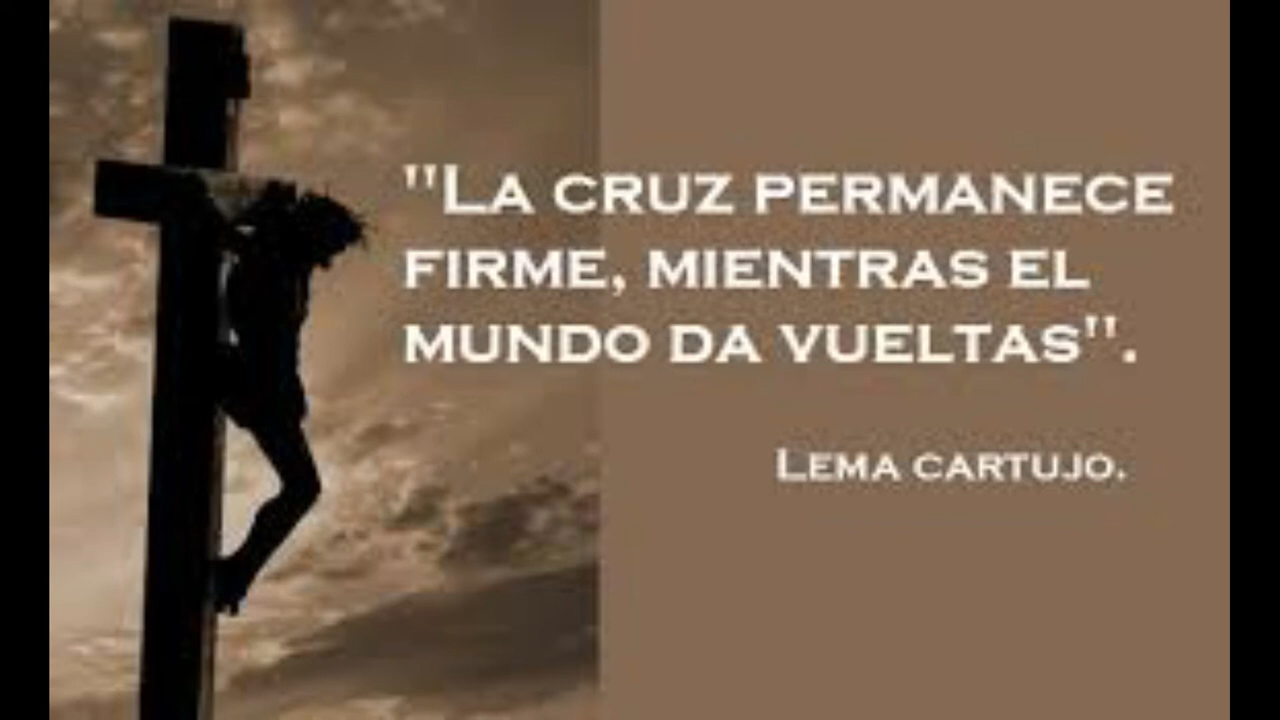 "La cruz permanece
firme, mientras el
mundo da vueltas".
Lema cartujo.